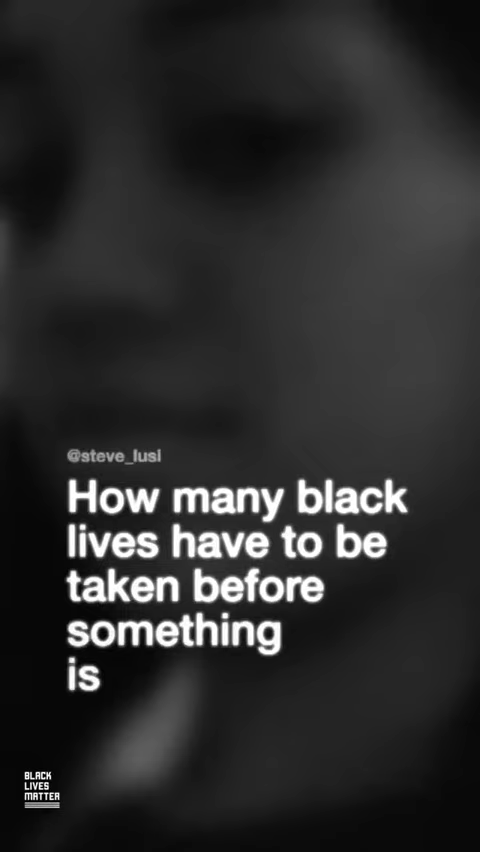 @steve_lusi
How many black
lives have to be
taken before
something
is
BLACK
LIVES
MATTER